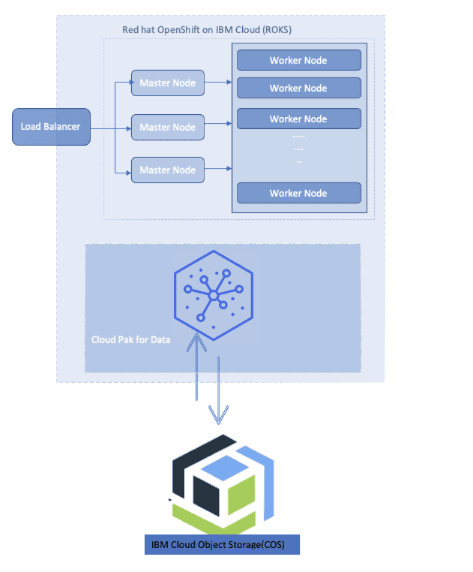 Red hat OpenShift on IBM Cloud (ROKS)
Load Balancer
Master Node
Master Node
Master Node
Worker Node
Worker Node
Worker Node
.....
....
..
Worker Node
Cloud Pak for Data
IBM Cloud Object Storage(COS)